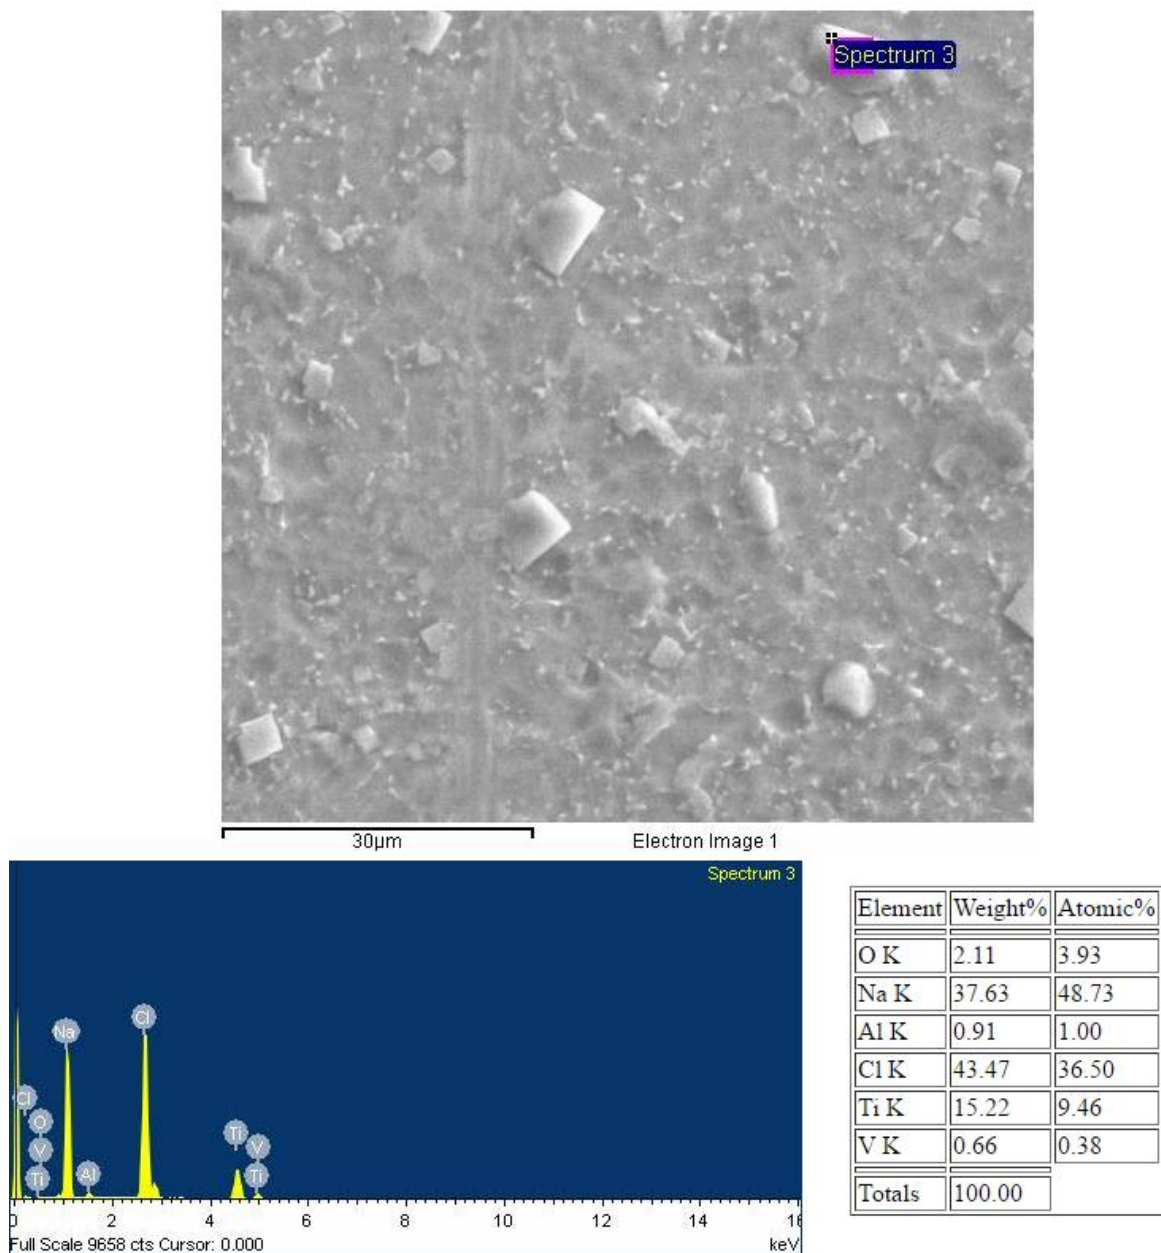 Spectrum 3
30µm
Electron Image 1
Spectrum 3
Cl
Na
Cl
O
V
Ti
Al
Ti
V
Ti
0 2 4 6 8 10 12 14 16
Full Scale 9658 cts Cursor: 0.000 keV
Element Weight% Atomic%
O K 2.11 3.93
Na K 37.63 48.73
Al K 0.91 1.00
Cl K 43.47 36.50
Ti K 15.22 9.46
V K 0.66 0.38
Totals 100.00